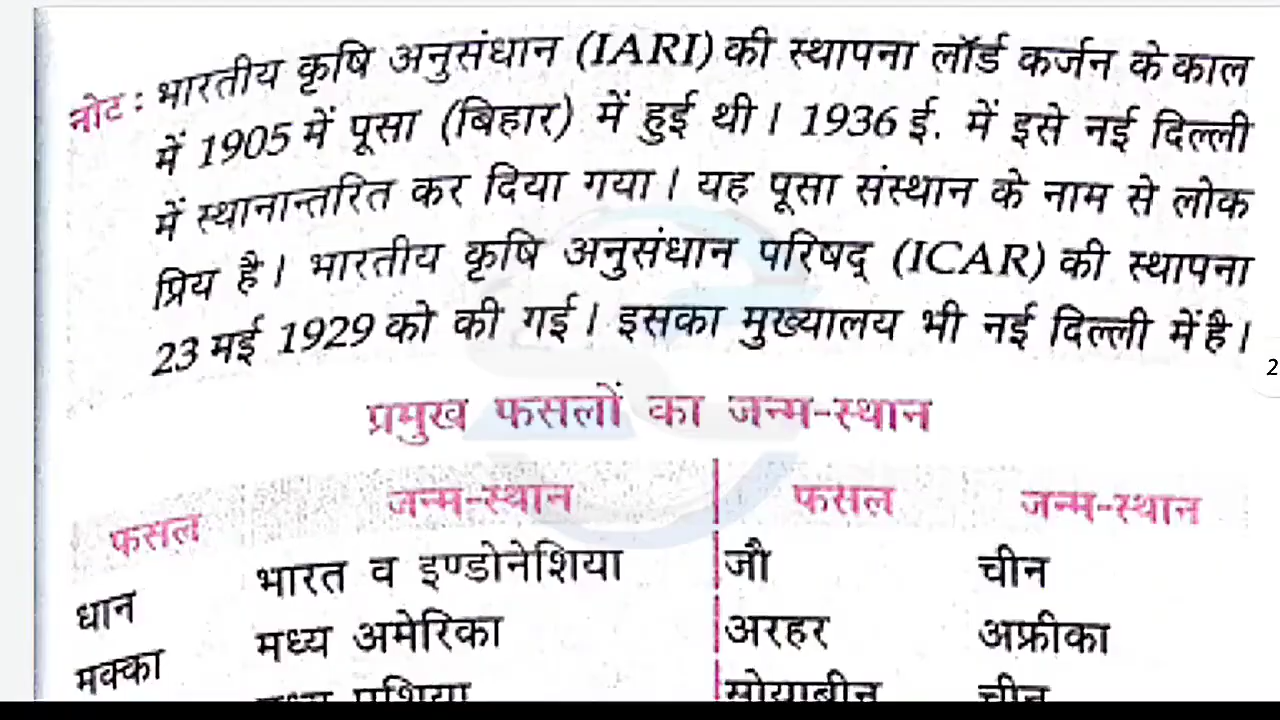 नोट : भारतीय कृषि अनुसंधान (IARI) की स्थापना लॉर्ड कर्जन के काल
में 1905 में पूसा (बिहार) में हुई थी। 1936 ई. में इसे नई दिल्ली
में स्थानान्तरित कर दिया गया। यह पूसा संस्थान के नाम से लोक
प्रिय है। भारतीय कृषि अनुसंधान परिषद् (ICAR) की स्थापना
23 मई 1929 को की गई। इसका मुख्यालय भी नई दिल्ली में है।
2
प्रमुख फसलों का जन्म-स्थान
फसल जन्म-स्थान फसल जन्म-स्थान
धान भारत व इण्डोनेशिया जौ चीन
मक्का मध्य अमेरिका अरहर अफ्रीका
एशिया सोयाबीन चीन